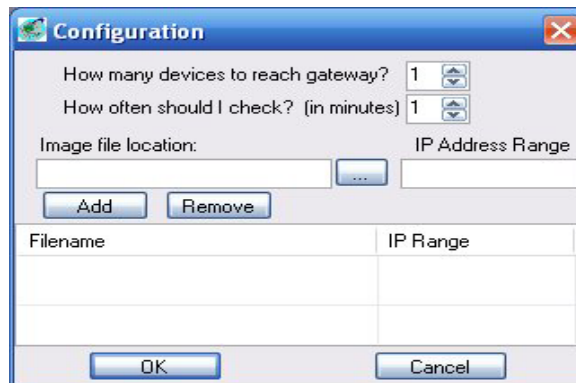 Configuration
How many devices to reach gateway? 1
How often should I check? (in minutes) 1
Image file location: IP Address Range
...
Add Remove
Filename IP Range
OK Cancel